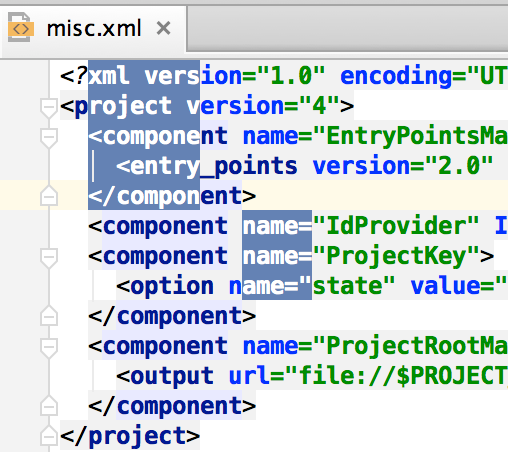 misc.xml
<?xml version="1.0" encoding="UT
<project version="4">
<component name="EntryPointsMa
<entry_points version="2.0"
</component>
<component name="IdProvider" I
<component name="ProjectKey">
<option name="state" value="
</component>
<component name="ProjectRootMa
<output url="file://$PROJECT
</component>
</project>